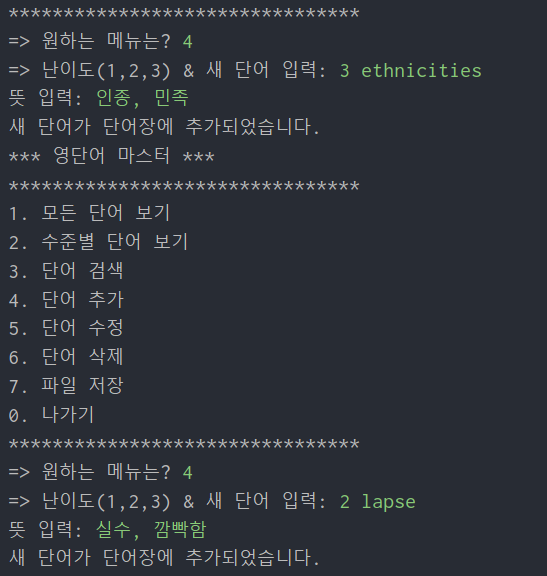 ********************************
=> 원하는 메뉴는? 4
=> 난이도(1,2,3) & 새 단어 입력: 3 ethnicities
뜻 입력: 인종, 민족
새 단어가 단어장에 추가되었습니다.
*** 영단어 마스터 ***
********************************
1. 모든 단어 보기
2. 수준별 단어 보기
3. 단어 검색
4. 단어 추가
5. 단어 수정
6. 단어 삭제
7. 파일 저장
0. 나가기
********************************
=> 원하는 메뉴는? 4
=> 난이도(1,2,3) & 새 단어 입력: 2 lapse
뜻 입력: 실수, 깜빡함
새 단어가 단어장에 추가되었습니다.